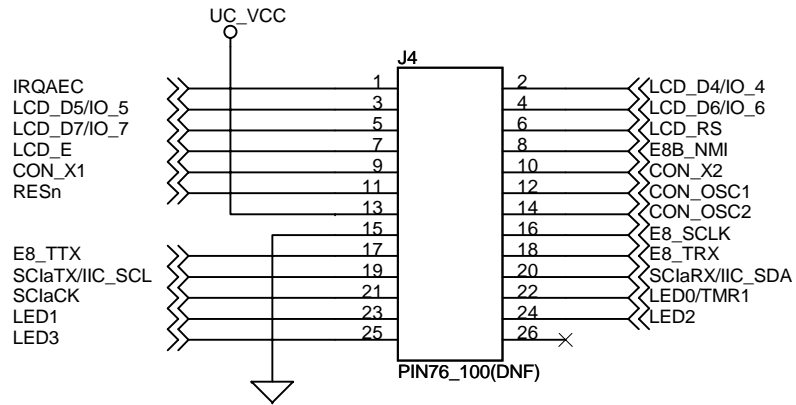 UC_VCC
J4
IRQAEC 1 2 LCD_D4/IO_4
LCD_D5/IO_5 3 4 LCD_D6/IO_6
LCD_D7/IO_7 5 6 LCD_RS
LCD_E 7 8 E8B_NMI
CON_X1 9 10 CON_X2
RESn 11 12 CON_OSC1
13 14 CON_OSC2
15 16 E8_SCLK
E8_TTX 17 18 E8_TRX
SCIaTX/IIC_SCL 19 20 SCIaRX/IIC_SDA
SCIaCK 21 22 LED0/TMR1
LED1 23 24 LED2
LED3 25 26
PIN76_100(DNF)